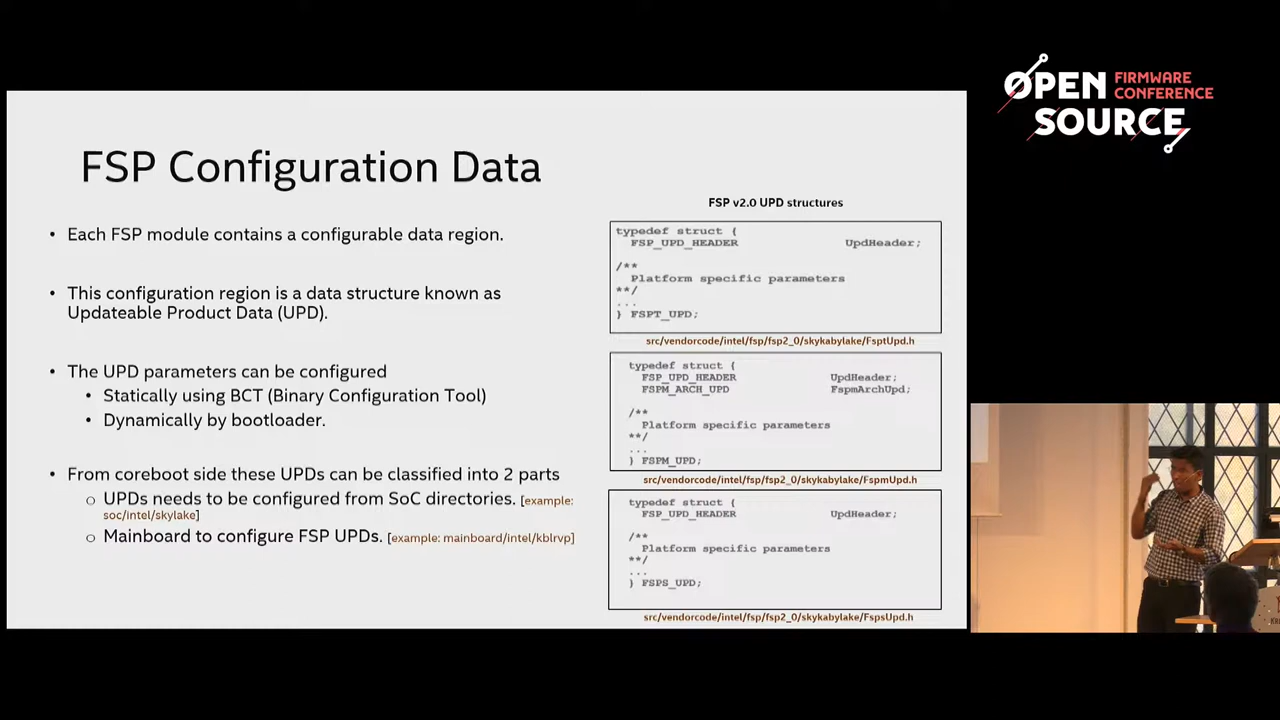 OPEN FIRMWARE
CONFERENCE
SOURCE
FSP Configuration Data
• Each FSP module contains a configurable data region.
• This configuration region is a data structure known as
Updateable Product Data (UPD).
• The UPD parameters can be configured
• Statically using BCT (Binary Configuration Tool)
• Dynamically by bootloader.
• From coreboot side these UPDs can be classified into 2 parts
o UPDs needs to be configured from SoC directories. [example:
soc/intel/skylake]
o Mainboard to configure FSP UPDs. [example: mainboard/intel/kblrvp]
FSP v2.0 UPD structures
typedef struct {
FSP_UPD_HEADER UpdHeader;
/**
Platform specific parameters
**/
...
} FSPT_UPD;
src/vendorcode/intel/fsp/fsp2_0/skykabylake/FsptUpd.h
typedef struct {
FSP_UPD_HEADER UpdHeader;
FSPM_ARCH_UPD FspmArchUpd;
/**
Platform specific parameters
**/
...
} FSPM_UPD;
src/vendorcode/intel/fsp/fsp2_0/skykabylake/FspmUpd.h
typedef struct {
FSP_UPD_HEADER UpdHeader;
/**
Platform specific parameters
**/
...
} FSPS_UPD;
src/vendorcode/intel/fsp/fsp2_0/skykabylake/FspsUpd.h